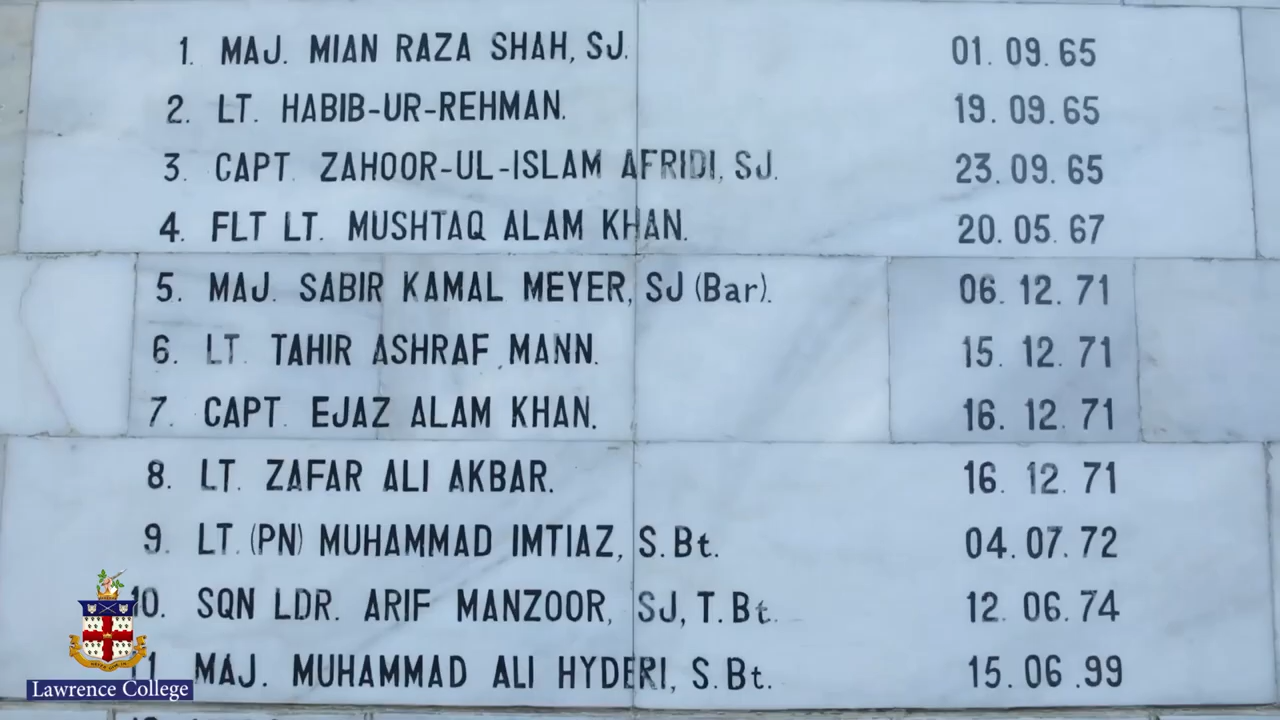 1. MAJ. MIAN RAZA SHAH, SJ. 01. 09. 65
2. LT. HABIB-UR-REHMAN. 19. 09. 65
3. CAPT. ZAHOOR-UL-ISLAM AFRIDI, SJ. 23. 09. 65
4. FLT LT. MUSHTAQ ALAM KHAN. 20. 05. 67
5. MAJ. SABIR KAMAL MEYER, SJ (Bar). 06. 12. 71
6. LT. TAHIR ASHRAF MANN. 15. 12. 71
7. CAPT. EJAZ ALAM KHAN. 16. 12. 71
8. LT. ZAFAR ALI AKBAR. 16. 12. 71
9. LT. (PN) MUHAMMAD IMTIAZ, S.Bt. 04. 07. 72
10. SQN LDR. ARIF MANZOOR, SJ, T.Bt. 12. 06. 74
11. MAJ. MUHAMMAD ALI HYDERI, S.Bt. 15. 06 .99
Lawrence College